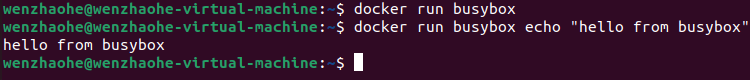 wenzhaohe@wenzhaohe-virtual-machine:~$ docker run busybox
wenzhaohe@wenzhaohe-virtual-machine:~$ docker run busybox echo "hello from busybox"
hello from busybox
wenzhaohe@wenzhaohe-virtual-machine:~$